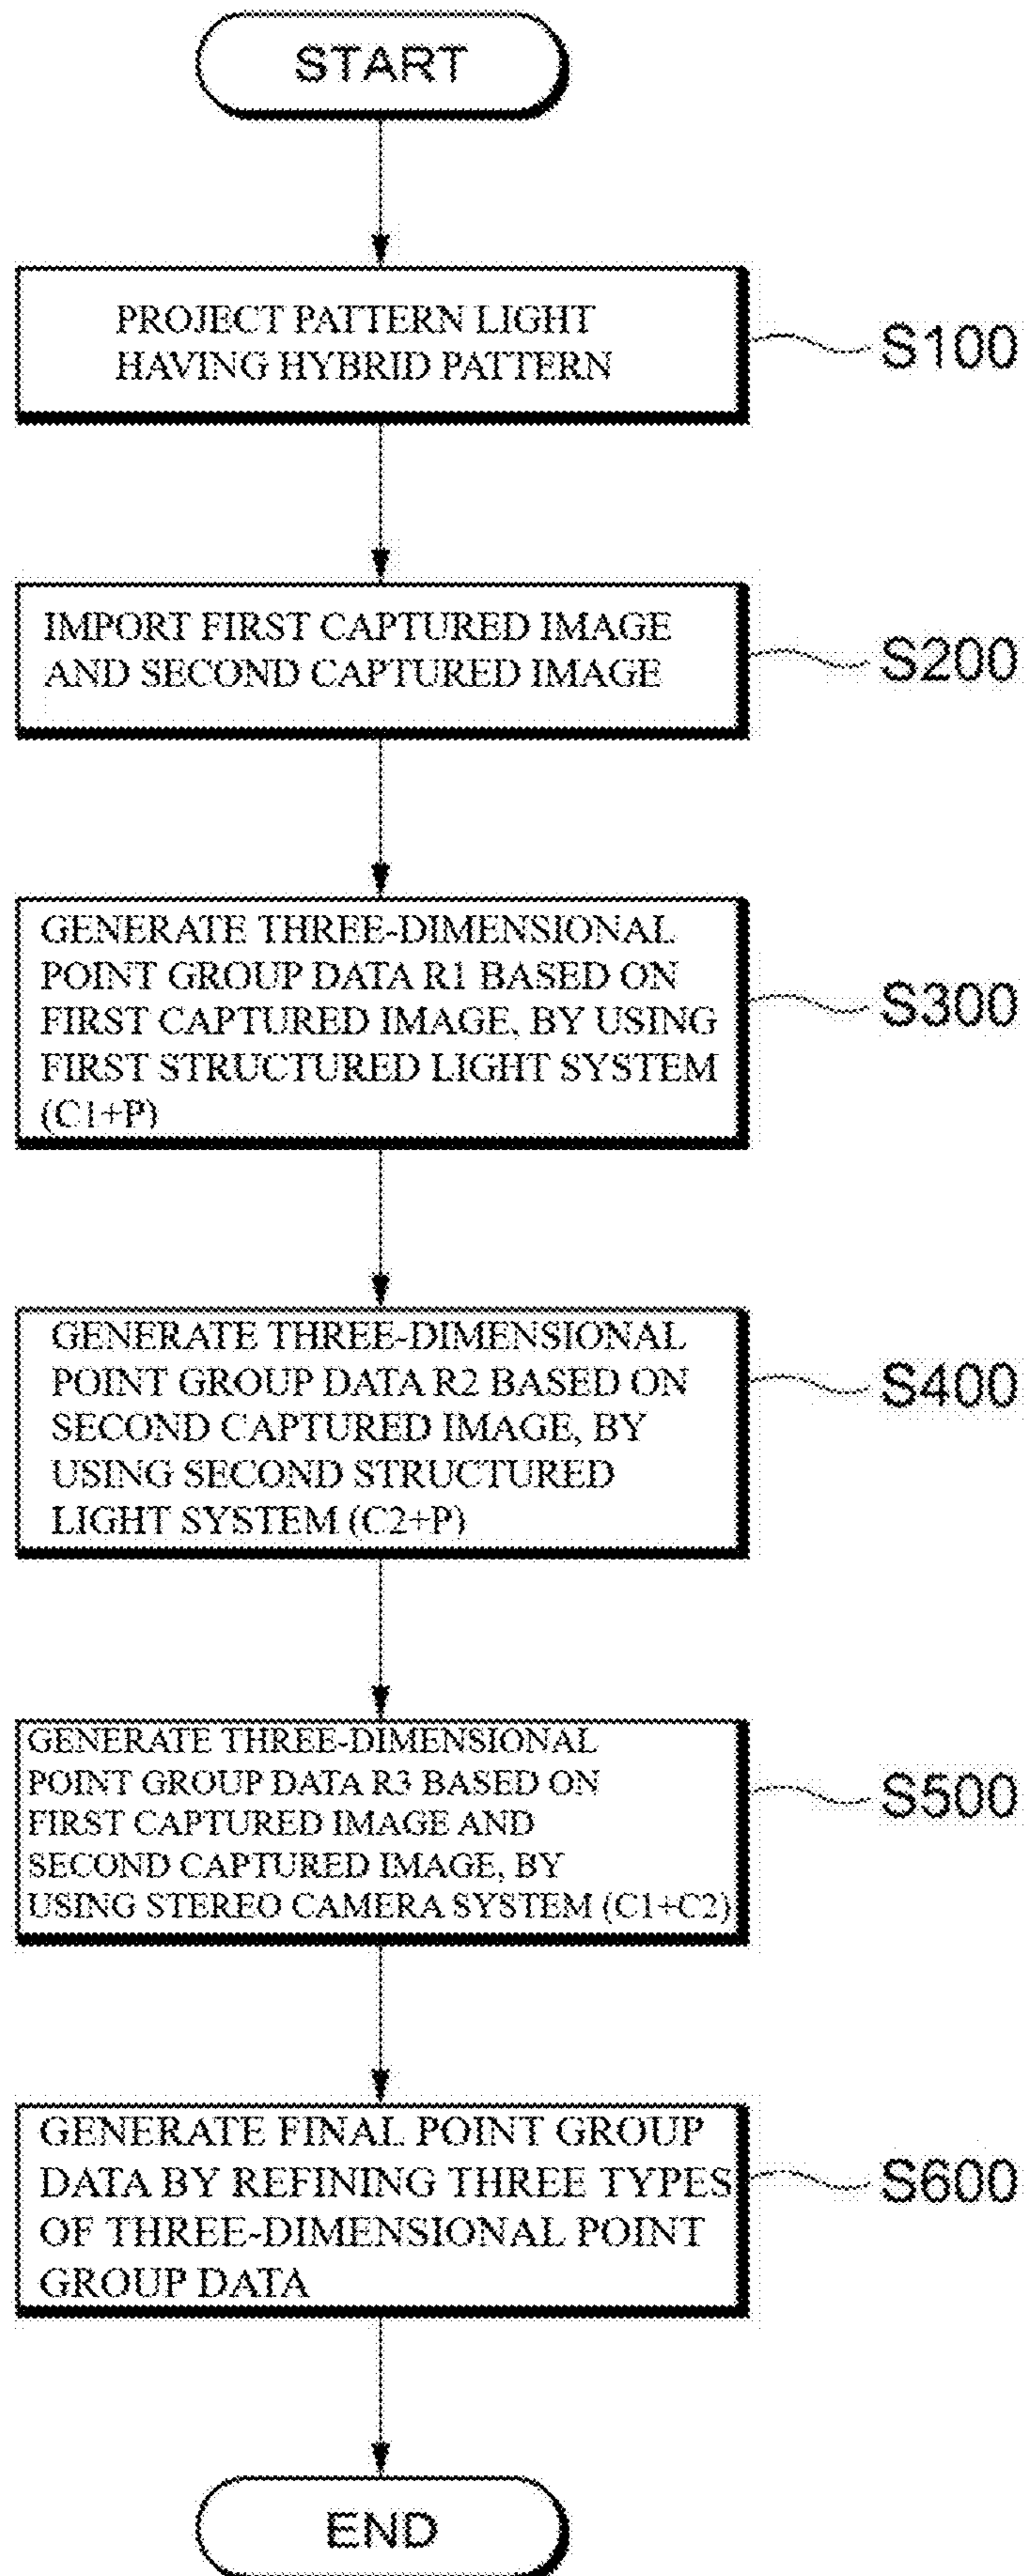 START
PROJECT PATTERN LIGHT
HAVING HYBRID PATTERN
S100
IMPORT FIRST CAPTURED IMAGE
AND SECOND CAPTURED IMAGE
S200
GENERATE THREE-DIMENSIONAL
POINT GROUP DATA R1 BASED ON
FIRST CAPTURED IMAGE, BY USING
FIRST STRUCTURED LIGHT SYSTEM
(C1+P)
S300
GENERATE THREE-DIMENSIONAL
POINT GROUP DATA R2 BASED ON
SECOND CAPTURED IMAGE, BY
USING SECOND STRUCTURED
LIGHT SYSTEM (C2+P)
S400
GENERATE THREE-DIMENSIONAL
POINT GROUP DATA R3 BASED ON
FIRST CAPTURED IMAGE AND
SECOND CAPTURED IMAGE, BY
USING STEREO CAMERA SYSTEM (C1+C2)
S500
GENERATE FINAL POINT GROUP
DATA BY REFINING THREE TYPES
OF THREE-DIMENSIONAL POINT
GROUP DATA
S600
END